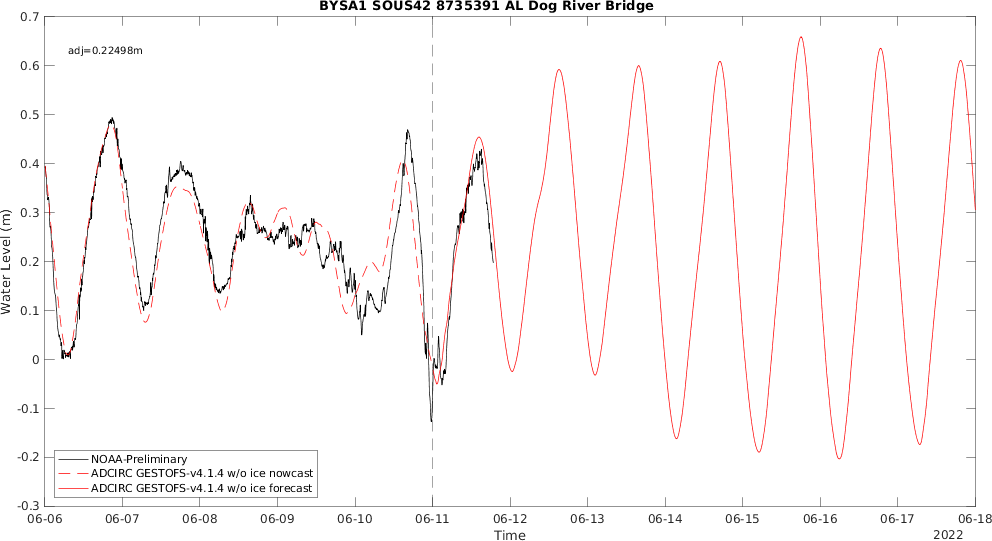 BYSA1 SOUS42 8735391 AL Dog River Bridge
adj=0.22498m
0.7
0.6
0.5
0.4
0.3
0.2
0.1
0
-0.1
-0.2
-0.3
Water Level (m)
NOAA-Preliminary
ADCIRC GESTOFS-v4.1.4 w/o ice nowcast
ADCIRC GESTOFS-v4.1.4 w/o ice forecast
06-06 06-07 06-08 06-09 06-10 06-11 06-12 06-13 06-14 06-15 06-16 06-17 06-18
Time
2022